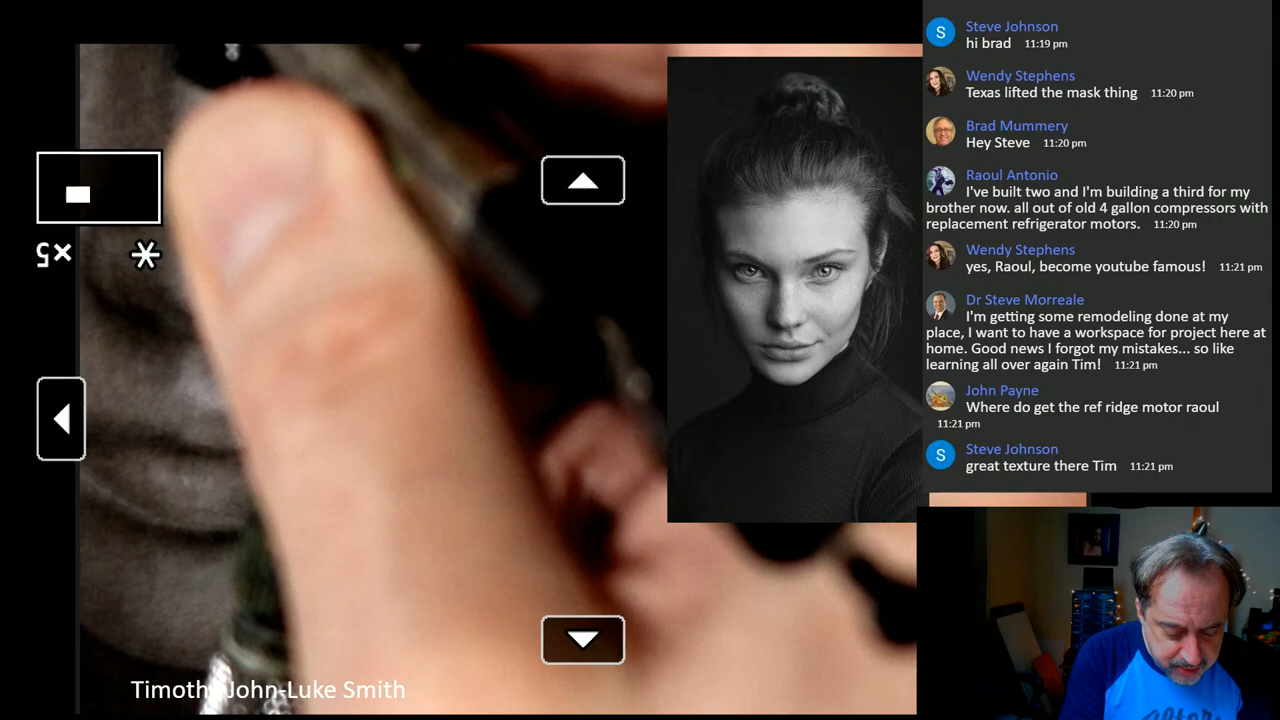 Steve Johnson
hi brad 11:19 pm
Wendy Stephens
Texas lifted the mask thing 11:20 pm
Brad Mummery
Hey Steve 11:20 pm
Raoul Antonio
I've built two and I'm building a third for my
brother now. all out of old 4 gallon compressors with
replacement refrigerator motors. 11:20 pm
Wendy Stephens
yes, Raoul, become youtube famous! 11:21 pm
Dr Steve Morreale
I'm getting some remodeling done at my
place, I want to have a workspace for project here at
home. Good news I forgot my mistakes... so like
learning all over again Tim! 11:21 pm
John Payne
Where do get the ref ridge motor raoul
11:21 pm
S Steve Johnson
great texture there Tim 11:21 pm
x5
Timothy John-Luke Smith